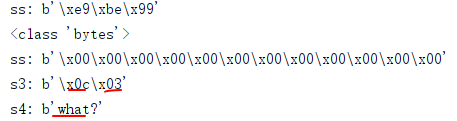 ss: b'\xe9\xbe\x99'
<class 'bytes'>
ss: b'\x00\x00\x00\x00\x00\x00\x00\x00\x00\x00\x00\x00'
s3: b'\x0c\x03'
s4: b'what?'